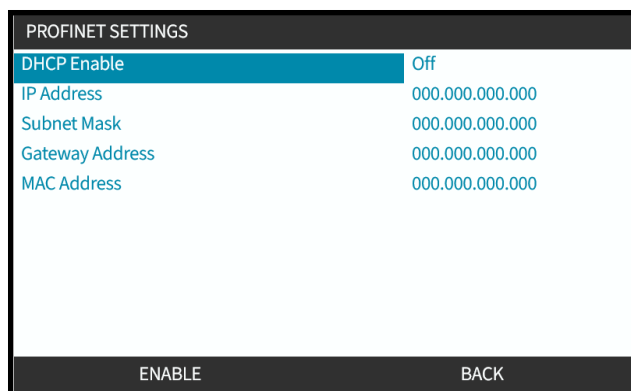 PROFINET SETTINGS
DHCP Enable Off
IP Address 000.000.000.000
Subnet Mask 000.000.000.000
Gateway Address 000.000.000.000
MAC Address 000.000.000.000
ENABLE BACK